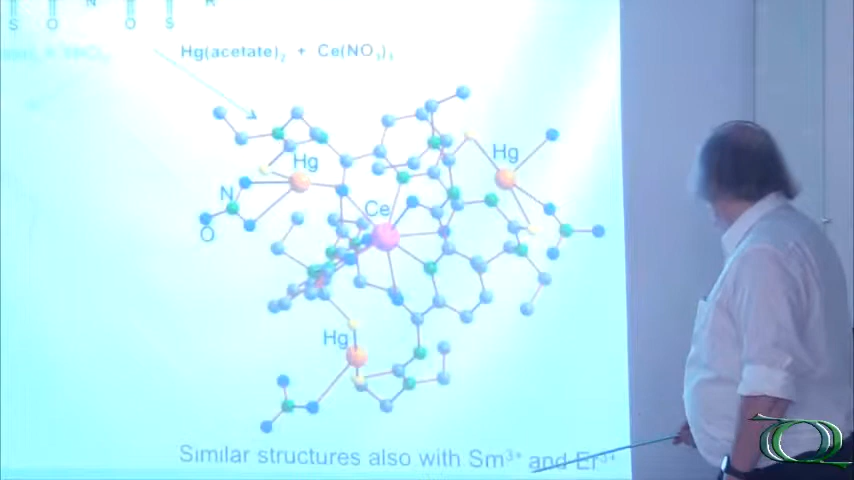 S O N O S R
Hg(acetate)₂ + Ce(NO₃)₃
Hg
Hg
N
Ce
O
Hg
Similar structures also with Sm³⁺ and Er³⁺